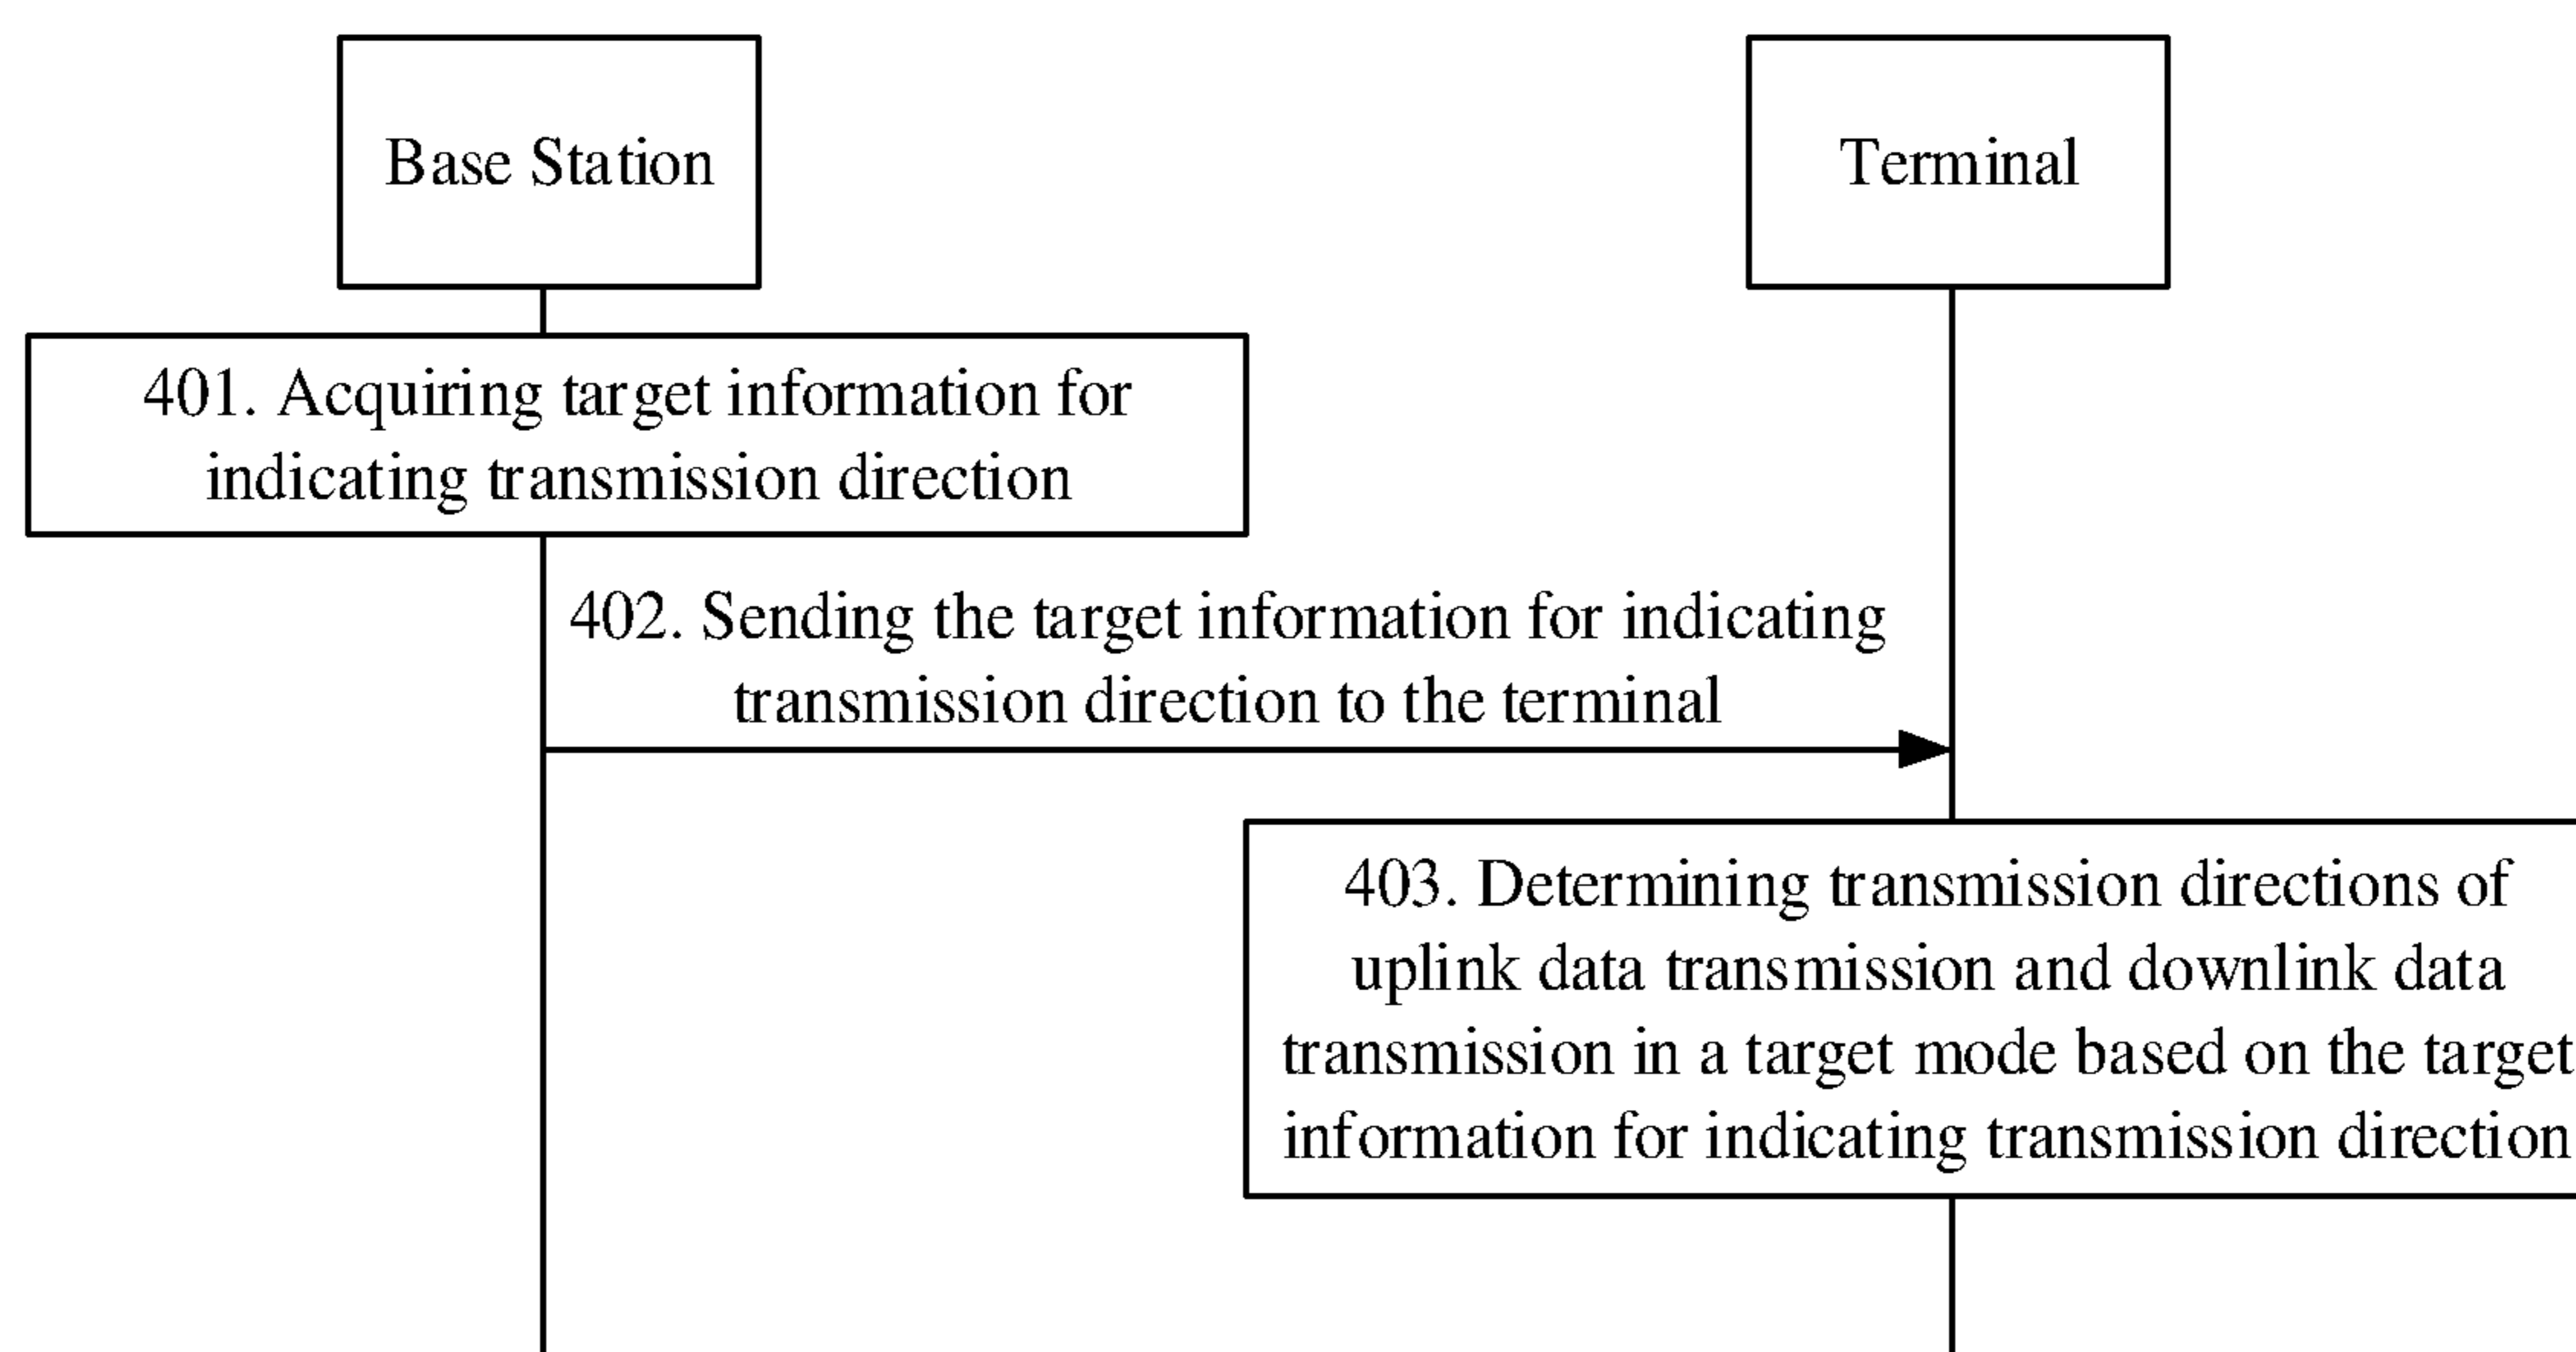 Base Station
Terminal
401. Acquiring target information for
indicating transmission direction
402. Sending the target information for indicating
transmission direction to the terminal
403. Determining transmission directions of
uplink data transmission and downlink data
transmission in a target mode based on the target
information for indicating transmission direction